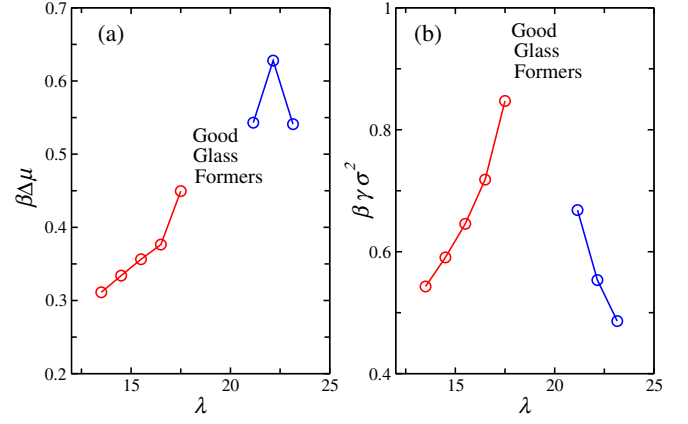 (a)
Good
Glass
Formers
0.7
0.6
0.5
0.4
0.3
0.2
βΔμ
15
20
25
λ
(b)
Good
Glass
Formers
1
0.8
0.6
0.4
β γ σ²
15
20
25
λ